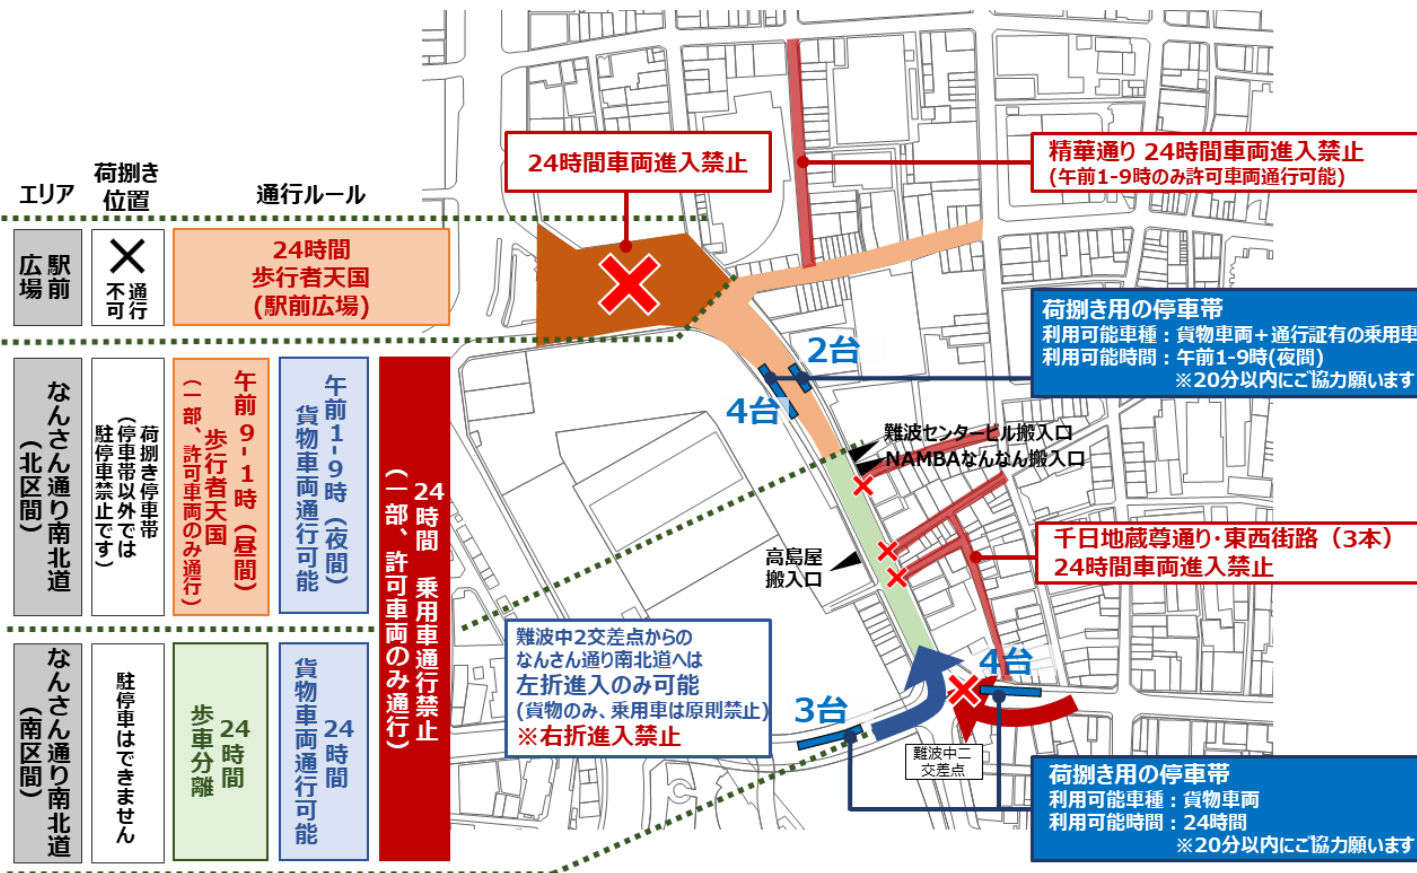 エリア
荷捌き
位置
通行ルール
駅前
広場
通行
不可
24時間
歩行者天国
(駅前広場)
なんさん通り南北道
(北区間)
荷捌き停車帯
(停車帯以外では
駐停車禁止です)
午前9-1時(昼間)
歩行者天国
(一部、許可車両のみ通行)
午前1-9時(夜間)
貨物車両通行可能
24時間 乗用車通行禁止
(一部、許可車両のみ通行)
なんさん通り南北道
(南区間)
駐停車はできません
24時間
歩車分離
24時間
貨物車両通行可能
24時間車両進入禁止
精華通り 24時間車両進入禁止
(午前1-9時のみ許可車両通行可能)
荷捌き用の停車帯
利用可能車種:貨物車両+通行証有の乗用車
利用可能時間:午前1-9時(夜間)
※20分以内にご協力願います
2台
4台
難波センタービル搬入口
NAMBAなんなん搬入口
高島屋
搬入口
千日地蔵尊通り・東西街路(3本)
24時間車両進入禁止
難波中2交差点からの
なんさん通り南北道へは
左折進入のみ可能
(貨物のみ、乗用車は原則禁止)
※右折進入禁止
4台
3台
難波中二
交差点
荷捌き用の停車帯
利用可能車種:貨物車両
利用可能時間:24時間
※20分以内にご協力願います